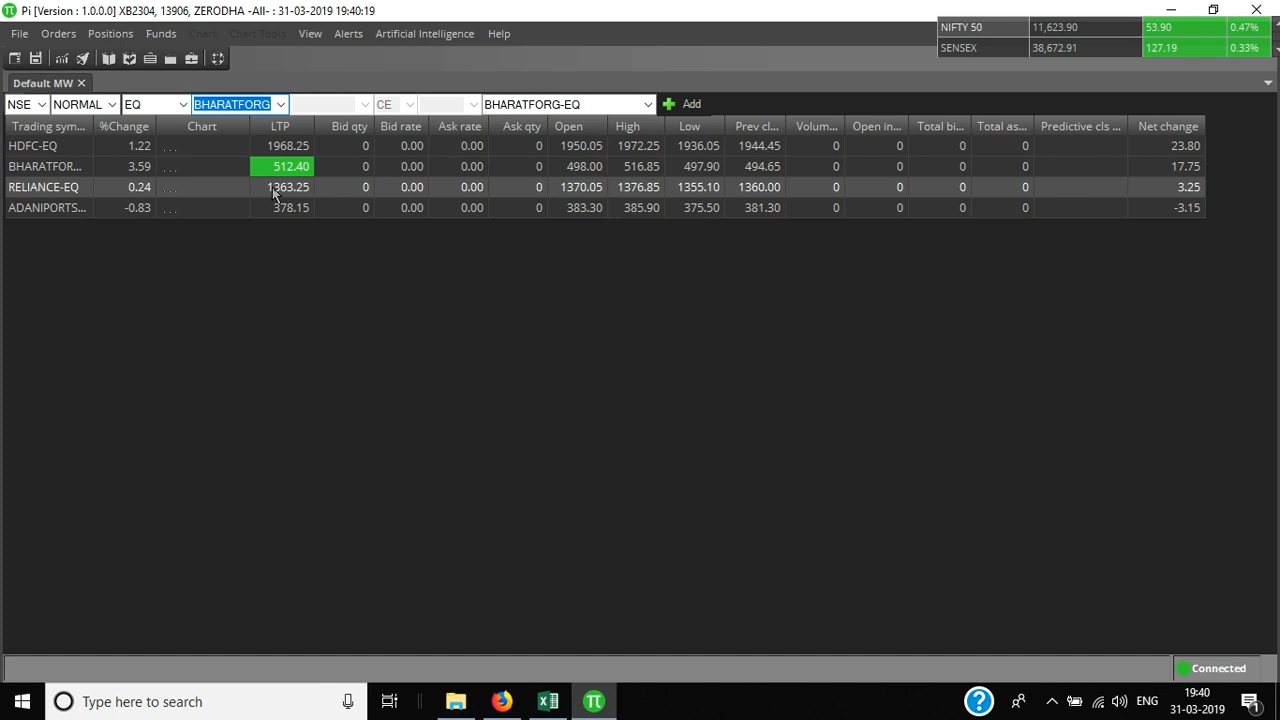 Pi [Version : 1.0.0.0] XB2304, 13906, ZERODHA -All- : 31-03-2019 19:40:19
File Orders Positions Funds Chart Chart Tools View Alerts Artificial Intelligence Help
NIFTY 50 11,623.90 53.90 0.47%
SENSEX 38,672.91 127.19 0.33%
Default MW
NSE NORMAL EQ BHARATFORG CE BHARATFORG-EQ Add
Trading sym... %Change Chart LTP Bid qty Bid rate Ask rate Ask qty Open High Low Prev cl... Volum... Open in... Total bi... Total as... Predictive cls ... Net change
HDFC-EQ 1.22 ... 1968.25 0 0.00 0.00 0 1950.05 1972.25 1936.05 1944.45 0 0 0 0 23.80
BHARATFOR... 3.59 ... 512.40 0 0.00 0.00 0 498.00 516.85 497.90 494.65 0 0 0 0 17.75
RELIANCE-EQ 0.24 ... 1363.25 0 0.00 0.00 0 1370.05 1376.85 1355.10 1360.00 0 0 0 0 3.25
ADANIPORTS... -0.83 ... 378.15 0 0.00 0.00 0 383.30 385.90 375.50 381.30 0 0 0 0 -3.15
Connected
Type here to search
ENG
19:40
31-03-2019
1